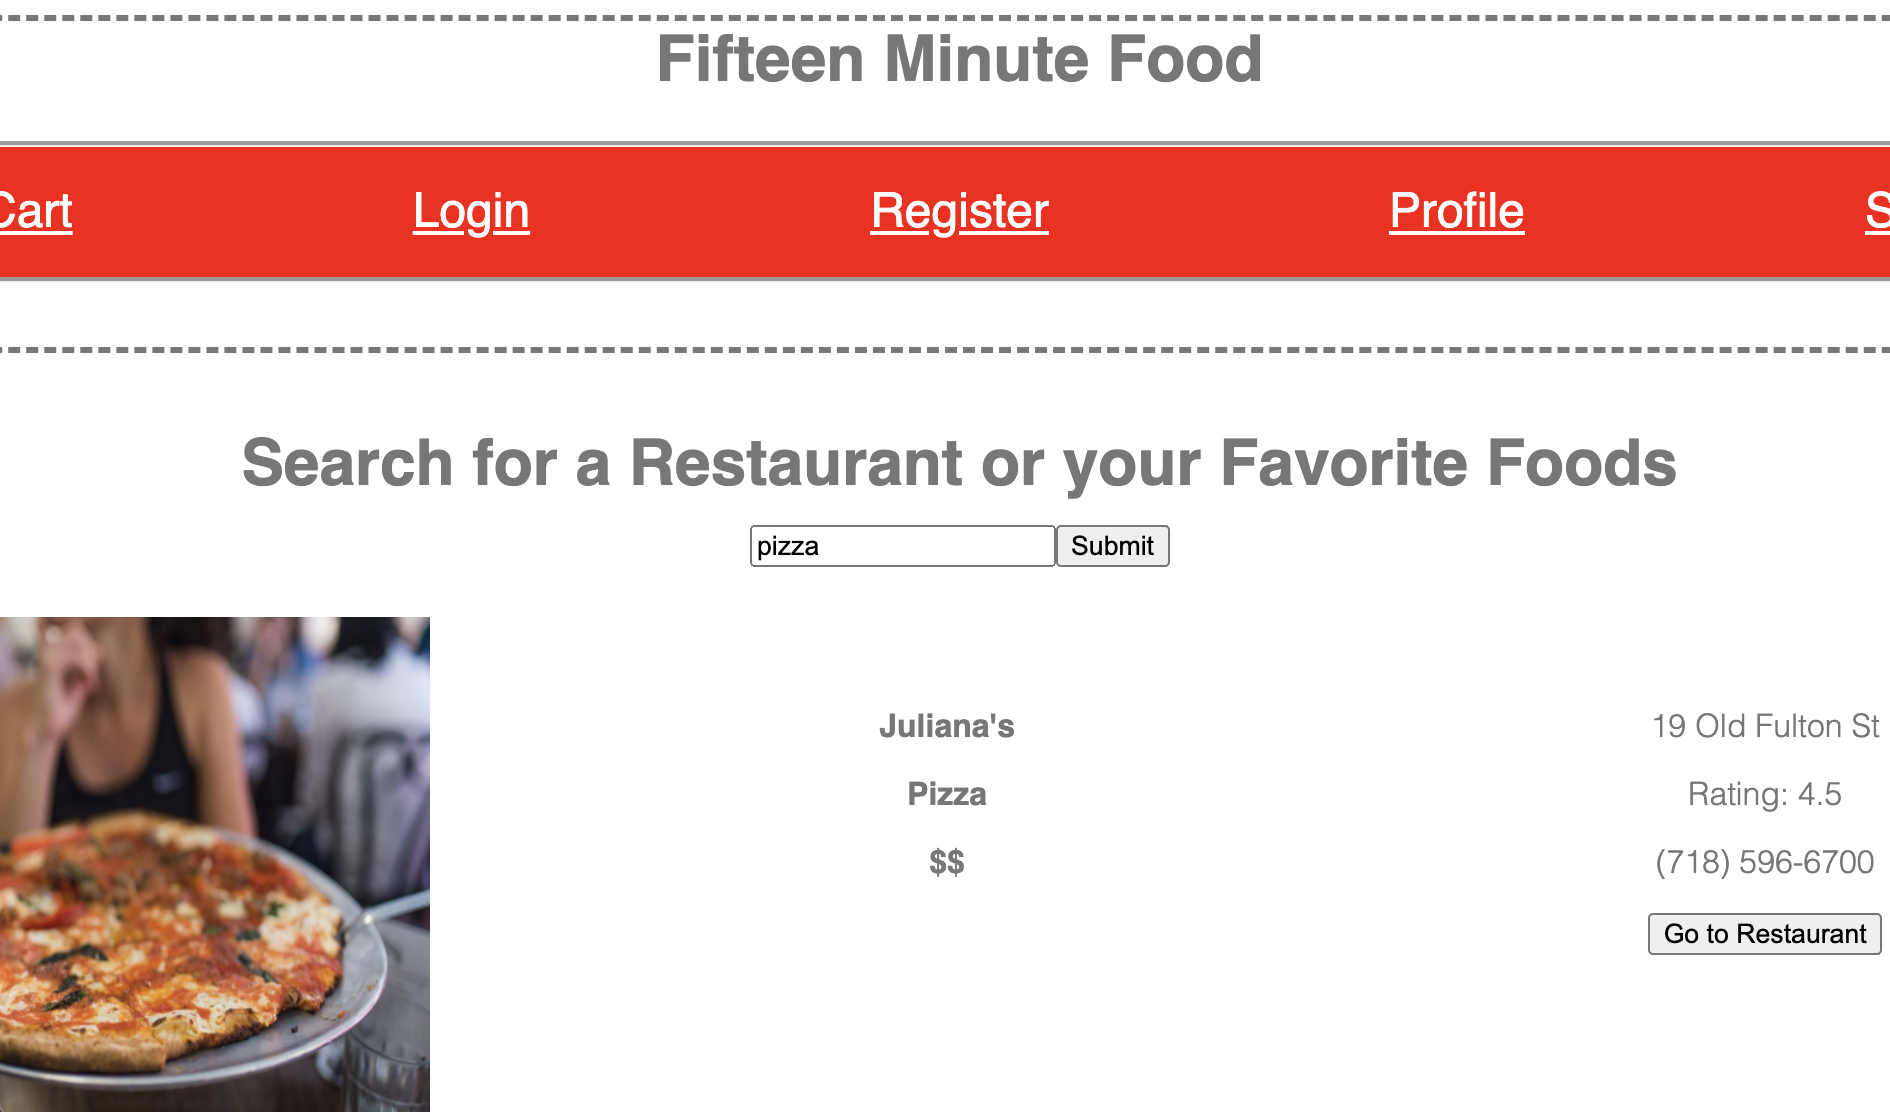 Fifteen Minute Food
Cart Login Register Profile S
Search for a Restaurant or your Favorite Foods
pizza Submit
Juliana's
Pizza
$$
19 Old Fulton St
Rating: 4.5
(718) 596-6700
Go to Restaurant